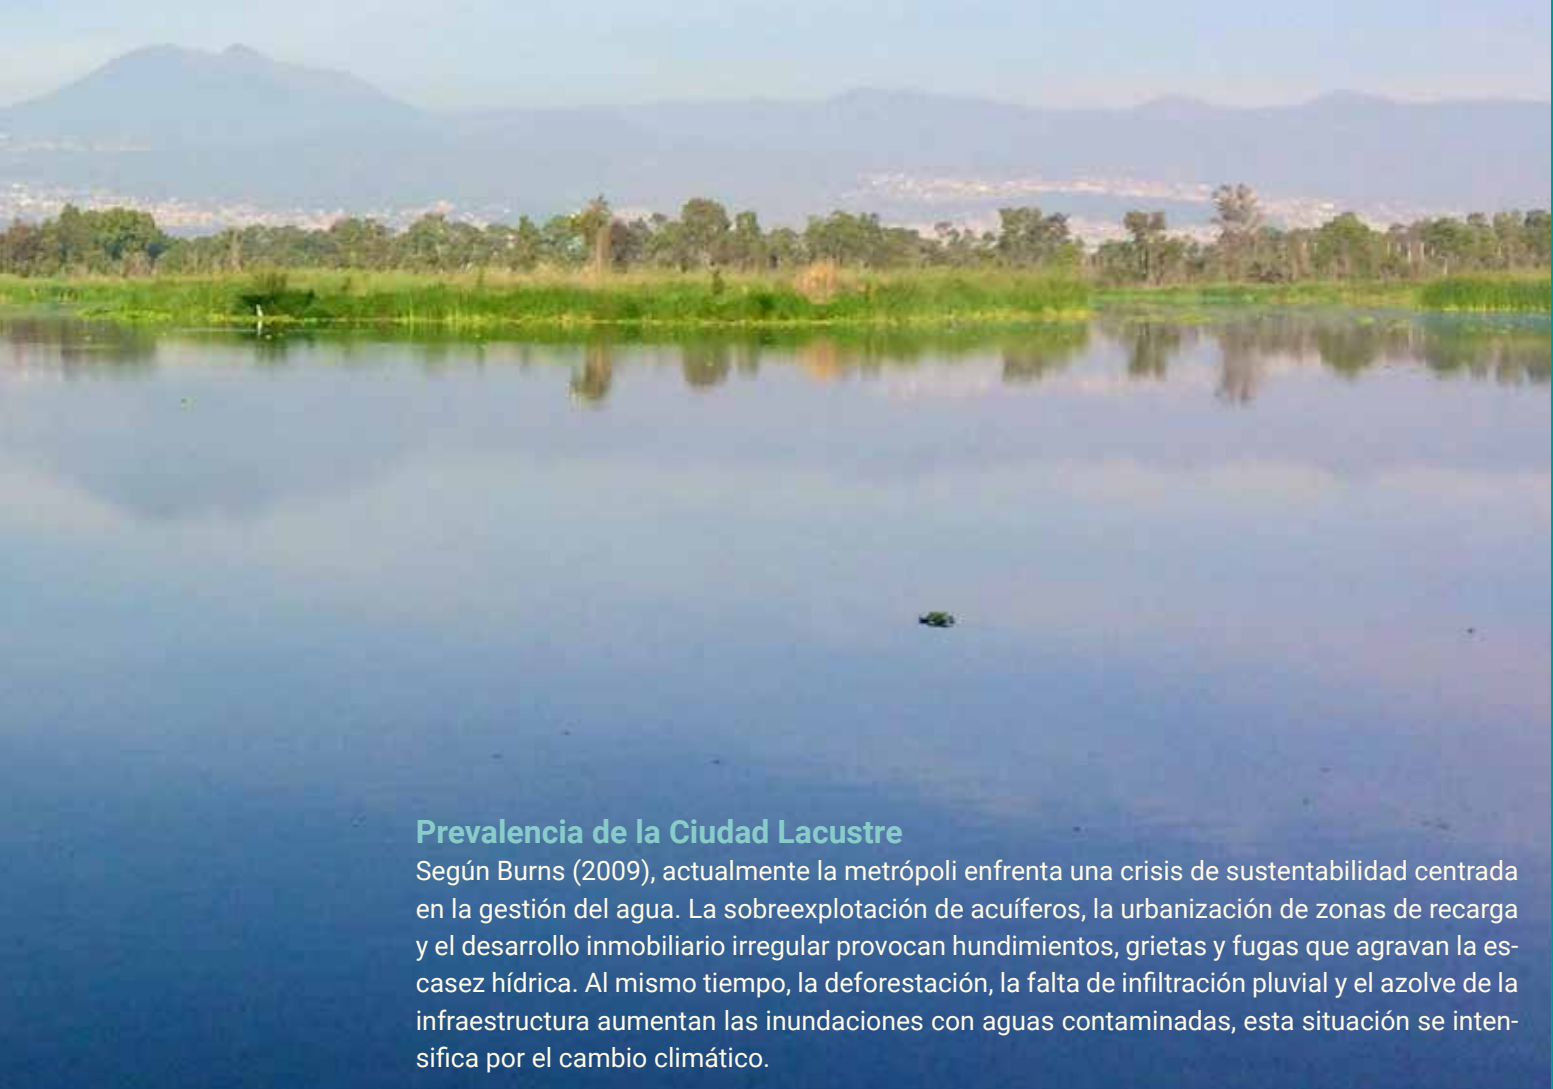 Prevalencia de la Ciudad Lacustre
Según Burns (2009), actualmente la metrópoli enfrenta una crisis de sustentabilidad centrada
en la gestión del agua. La sobreexplotación de acuíferos, la urbanización de zonas de recarga
y el desarrollo inmobiliario irregular provocan hundimientos, grietas y fugas que agravan la es-
casez hídrica. Al mismo tiempo, la deforestación, la falta de infiltración pluvial y el azolve de la
infraestructura aumentan las inundaciones con aguas contaminadas, esta situación se inten-
sifica por el cambio climático.